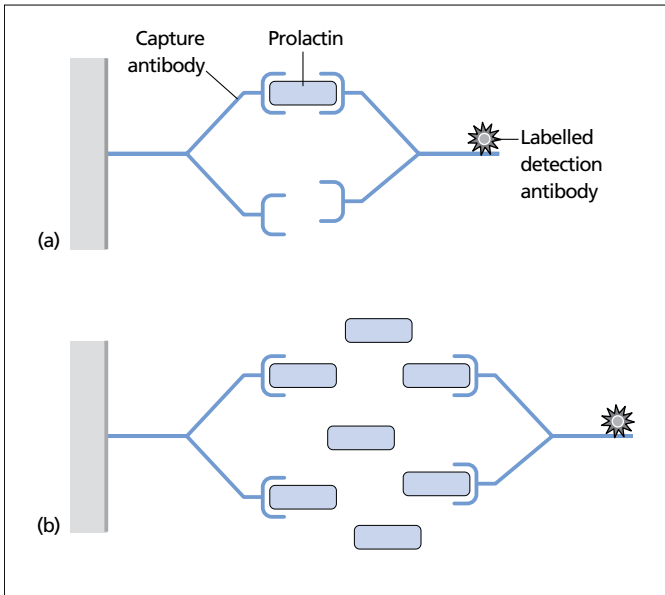 Capture
antibody
Prolactin
Labelled
detection
antibody
(a)
(b)